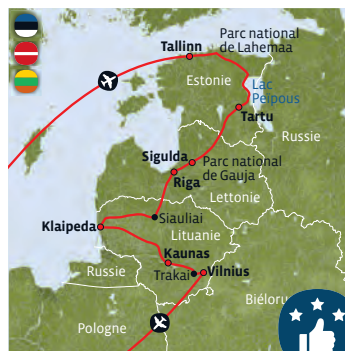 Parc national
de Lahemaa
Tallinn
Estonie
Lac
Peipous
Tartu
Russie
Sigulda
Parc national
de Gauja
Riga
Lettonie
Siauliai
Klaipeda
Lituanie
Kaunas
Russie
Trakai
Vilnius
Pologne